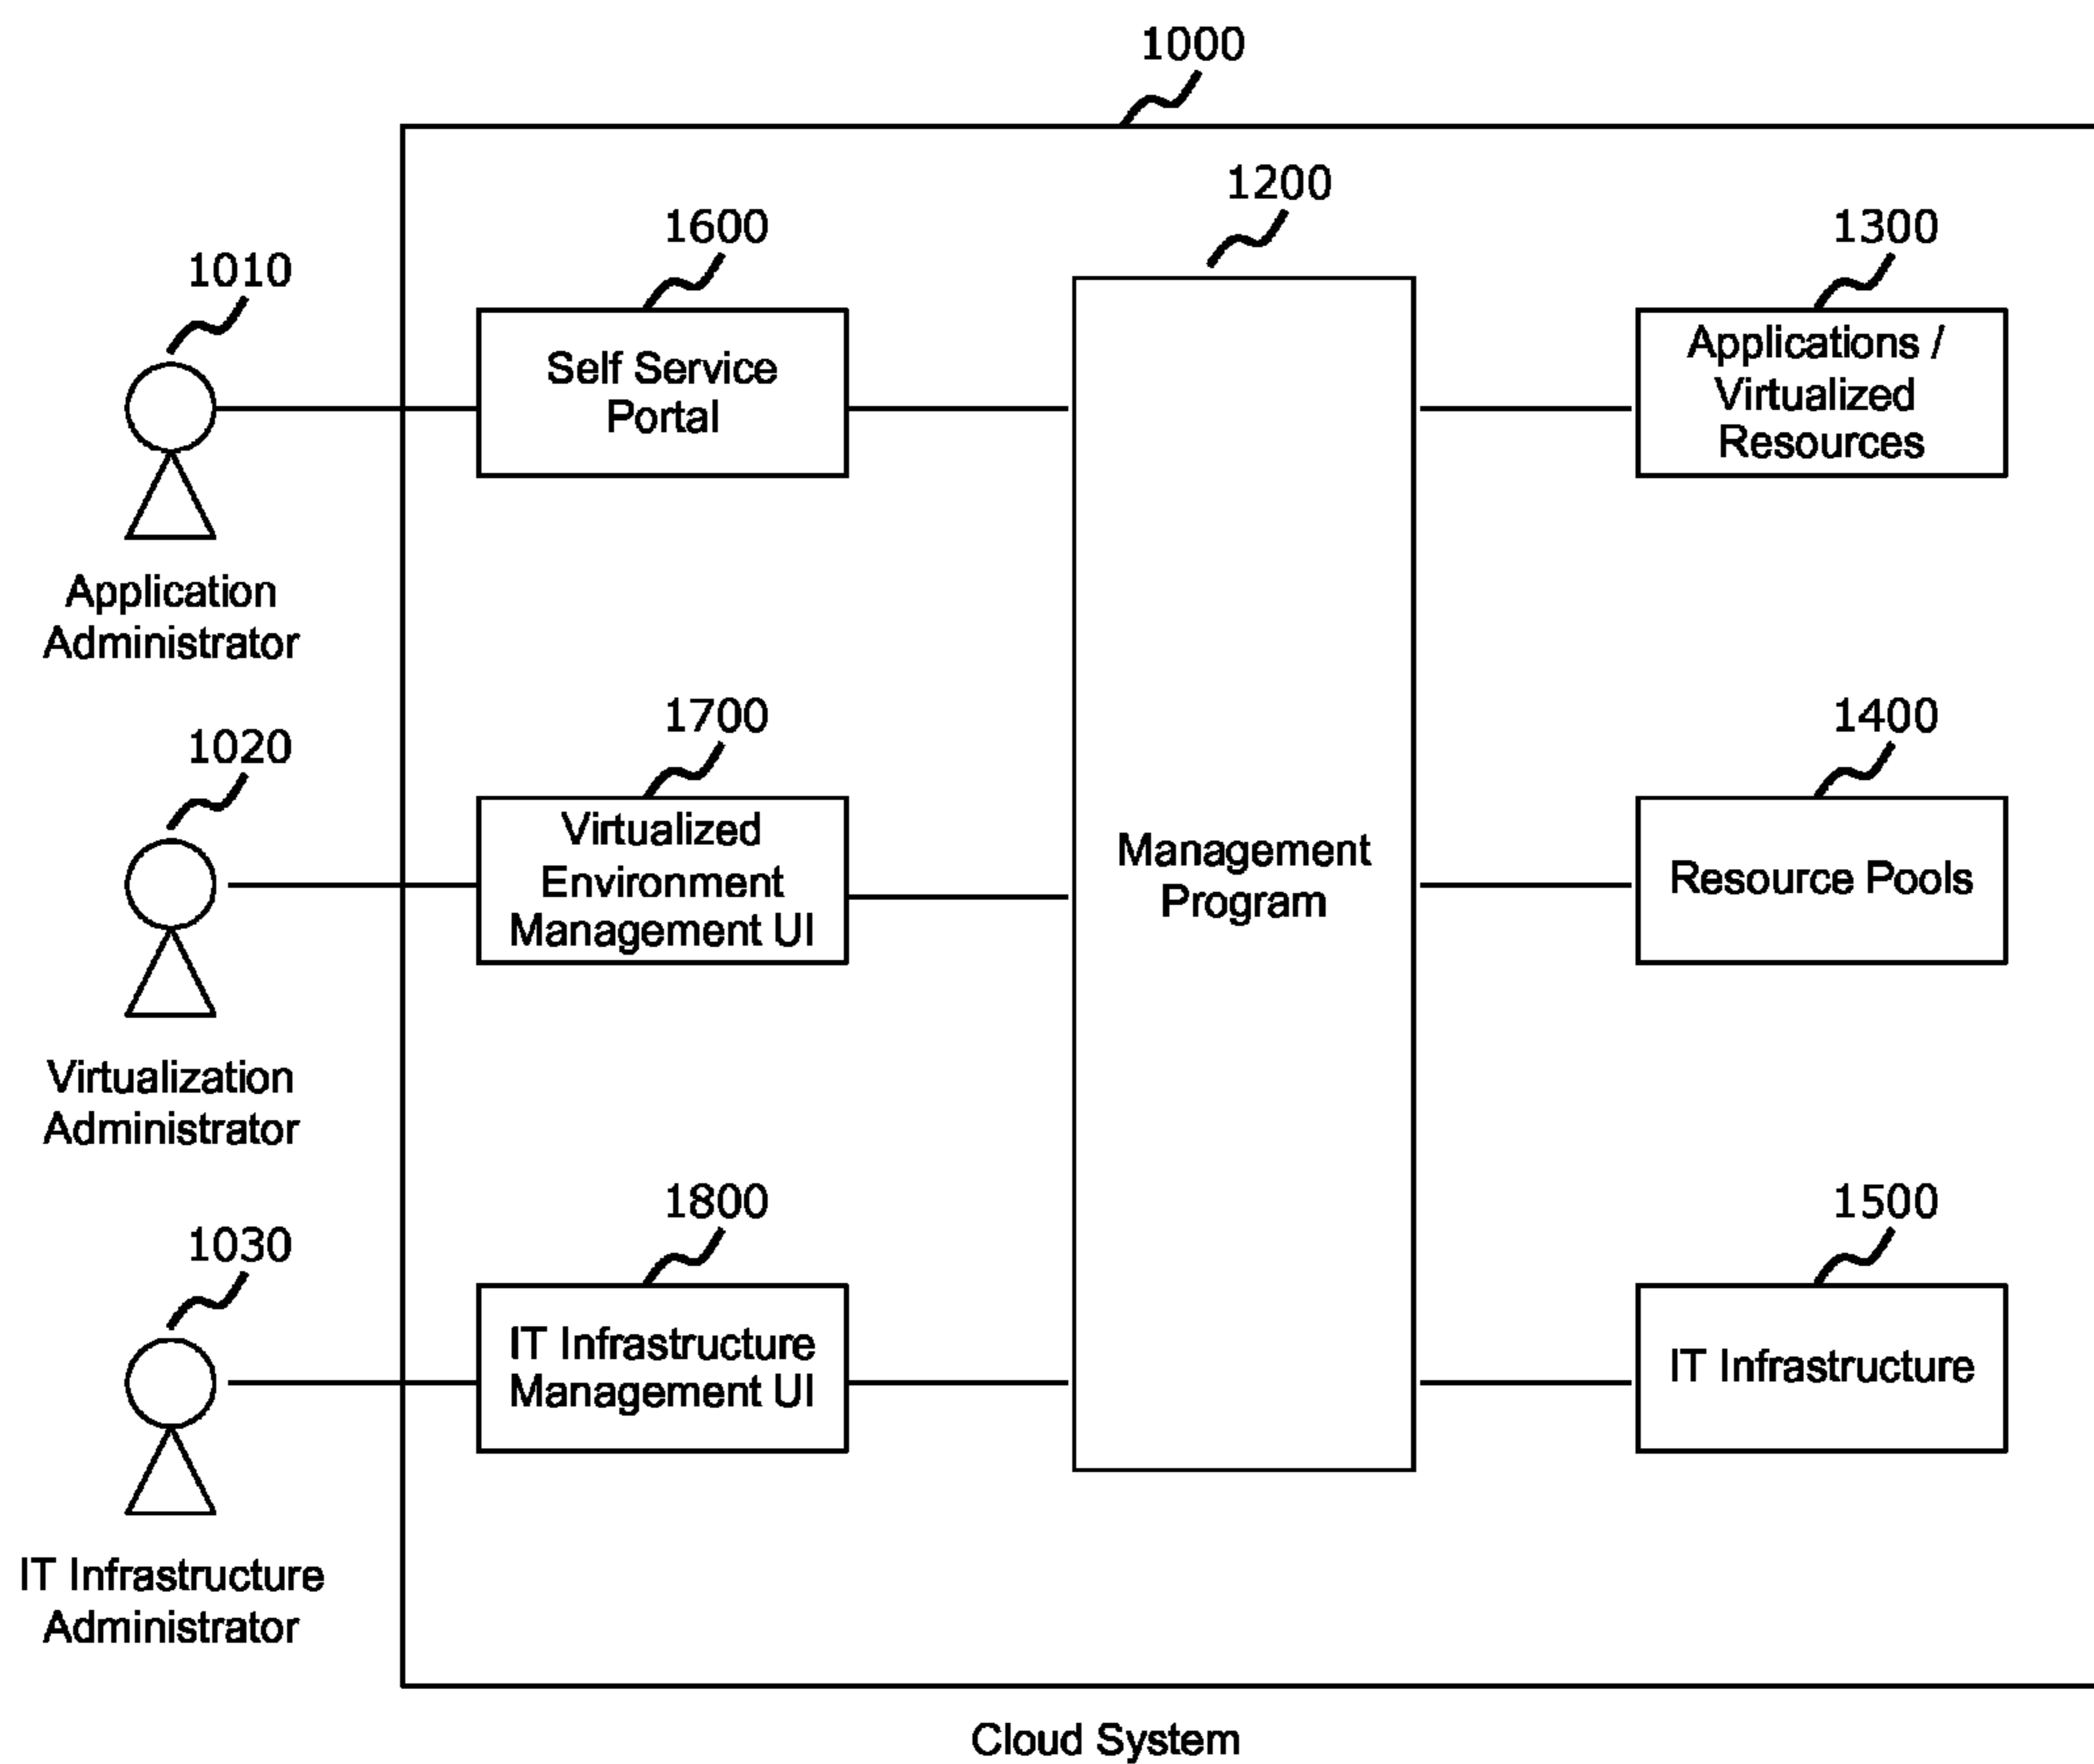 1000
1200
1600
1300
1010
Self Service
Portal
Applications /
Virtualized
Resources
Application
Administrator
1700
1400
1020
Virtualized
Environment
Management UI
Management
Program
Resource Pools
Virtualization
Administrator
1800
1500
1030
IT Infrastructure
Management UI
IT Infrastructure
IT Infrastructure
Administrator
Cloud System